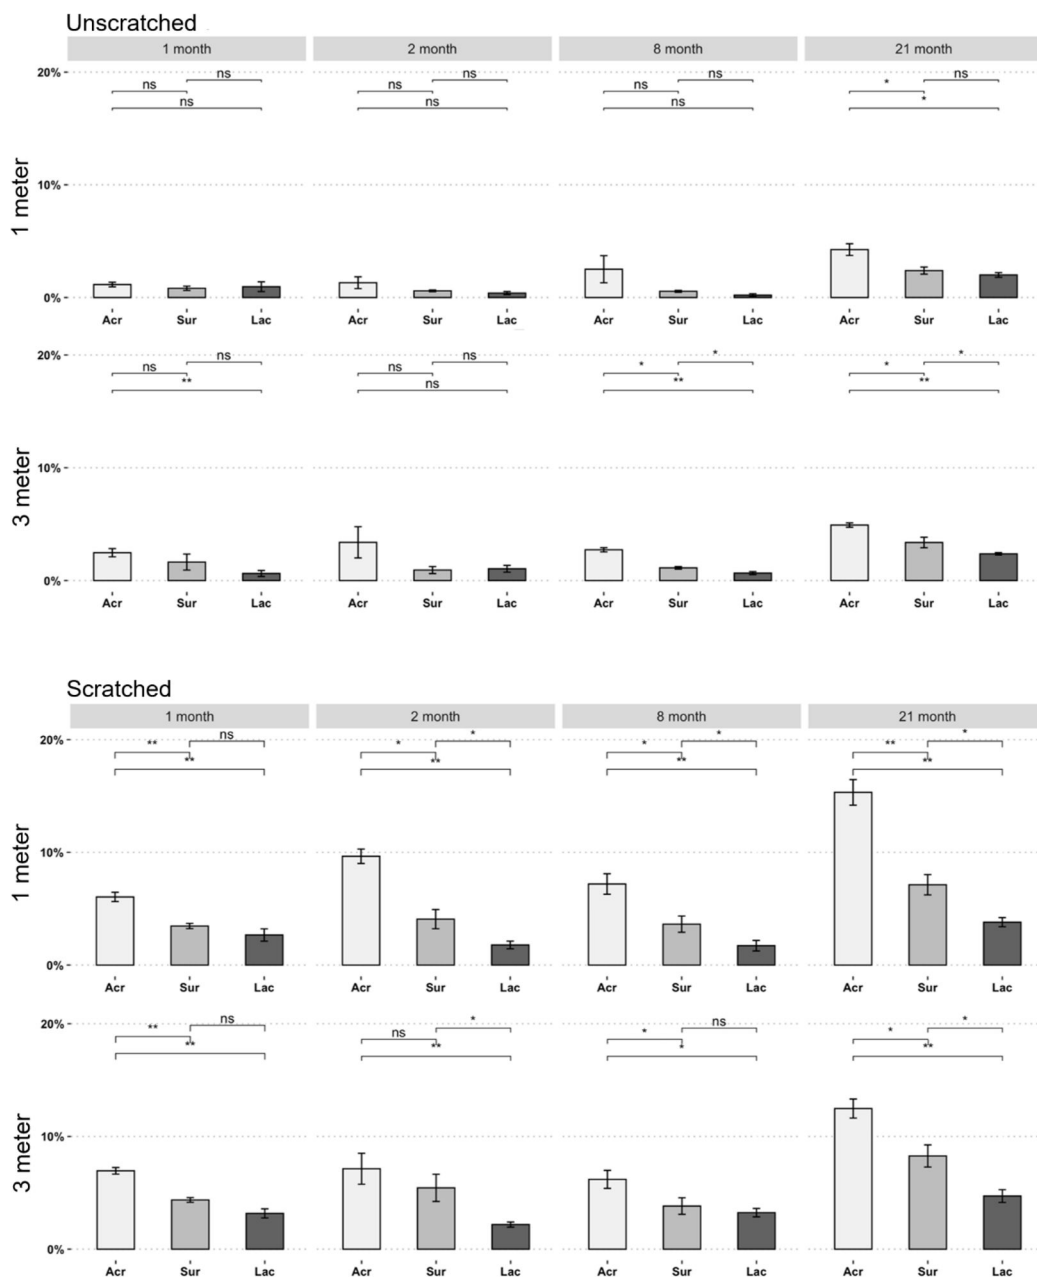 Unscratched
1 month 2 month 8 month 21 month
20%
ns ns ns ns
ns ns ns *
ns ns ns *
1 meter
10%
0%
Acr Sur Lac Acr Sur Lac Acr Sur Lac Acr Sur Lac
20%
ns ns * *
ns ns * *
** ns ** **
3 meter
10%
0%
Acr Sur Lac Acr Sur Lac Acr Sur Lac Acr Sur Lac
Scratched
1 month 2 month 8 month 21 month
20%
ns * * *
** * * **
** ** ** **
1 meter
10%
0%
Acr Sur Lac Acr Sur Lac Acr Sur Lac Acr Sur Lac
20%
ns * ns *
** ns * *
** ** * **
3 meter
10%
0%
Acr Sur Lac Acr Sur Lac Acr Sur Lac Acr Sur Lac